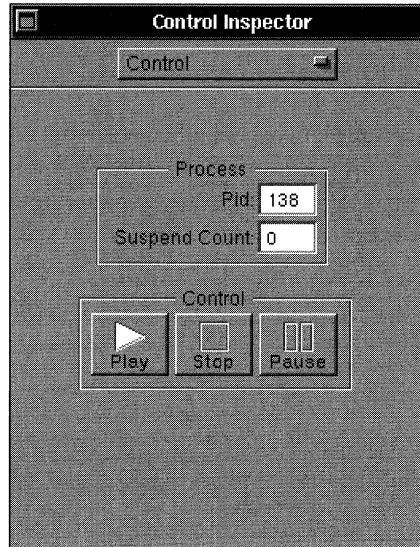 Control Inspector
Control
Process
Pid: 138
Suspend Count: 0
Control
Play Stop Pause